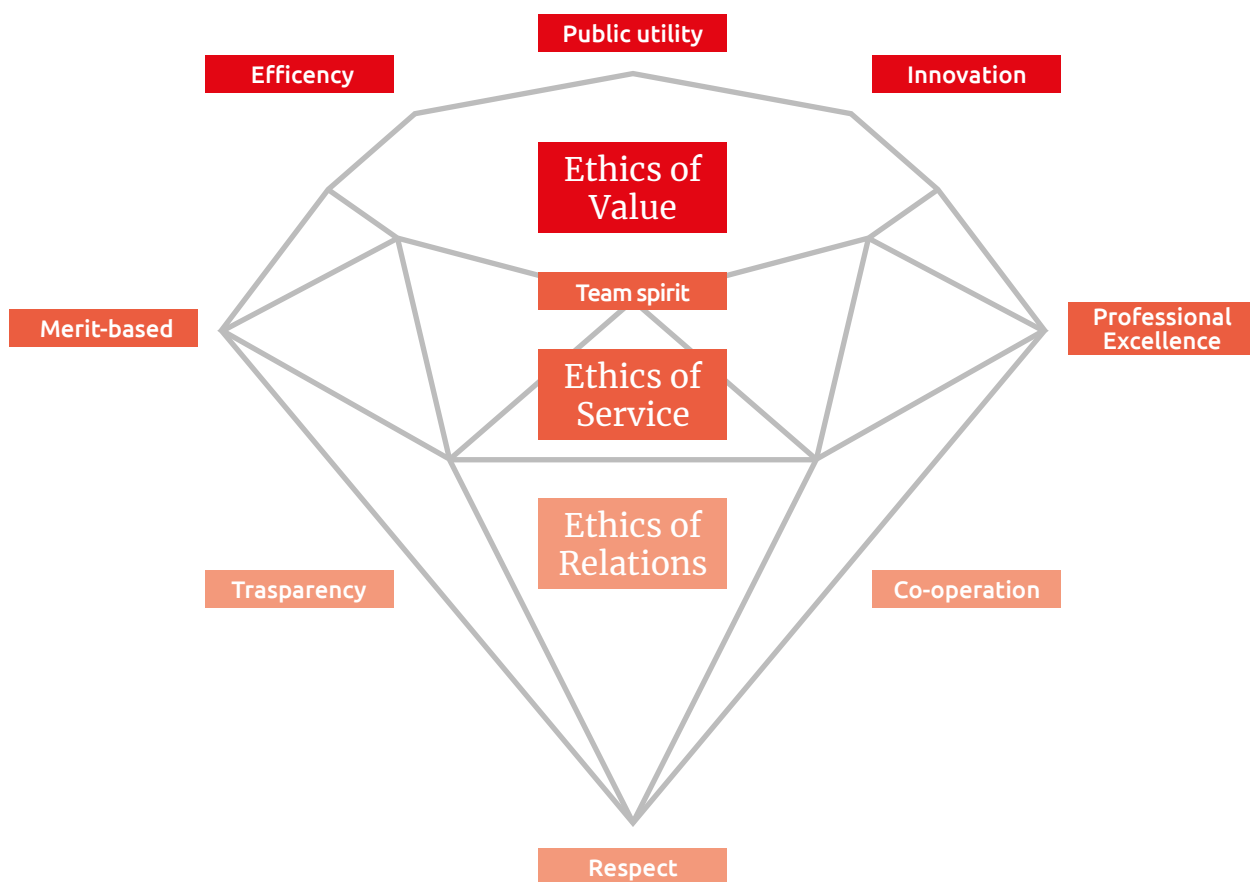 Public utility
Efficency
Innovation
Ethics of
Value
Team spirit
Merit-based
Professional
Excellence
Ethics of
Service
Ethics of
Relations
Trasparency
Co-operation
Respect